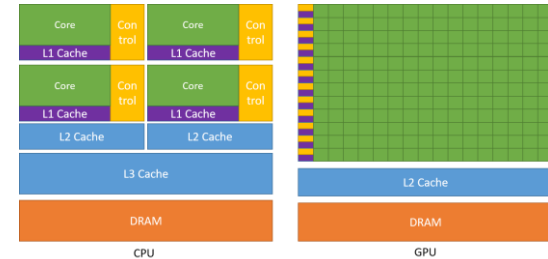 Core
Con
trol
Core
Con
trol
L1 Cache
L1 Cache
Core
Con
trol
Core
Con
trol
L1 Cache
L1 Cache
L2 Cache
L2 Cache
L3 Cache
DRAM
CPU
L2 Cache
DRAM
GPU